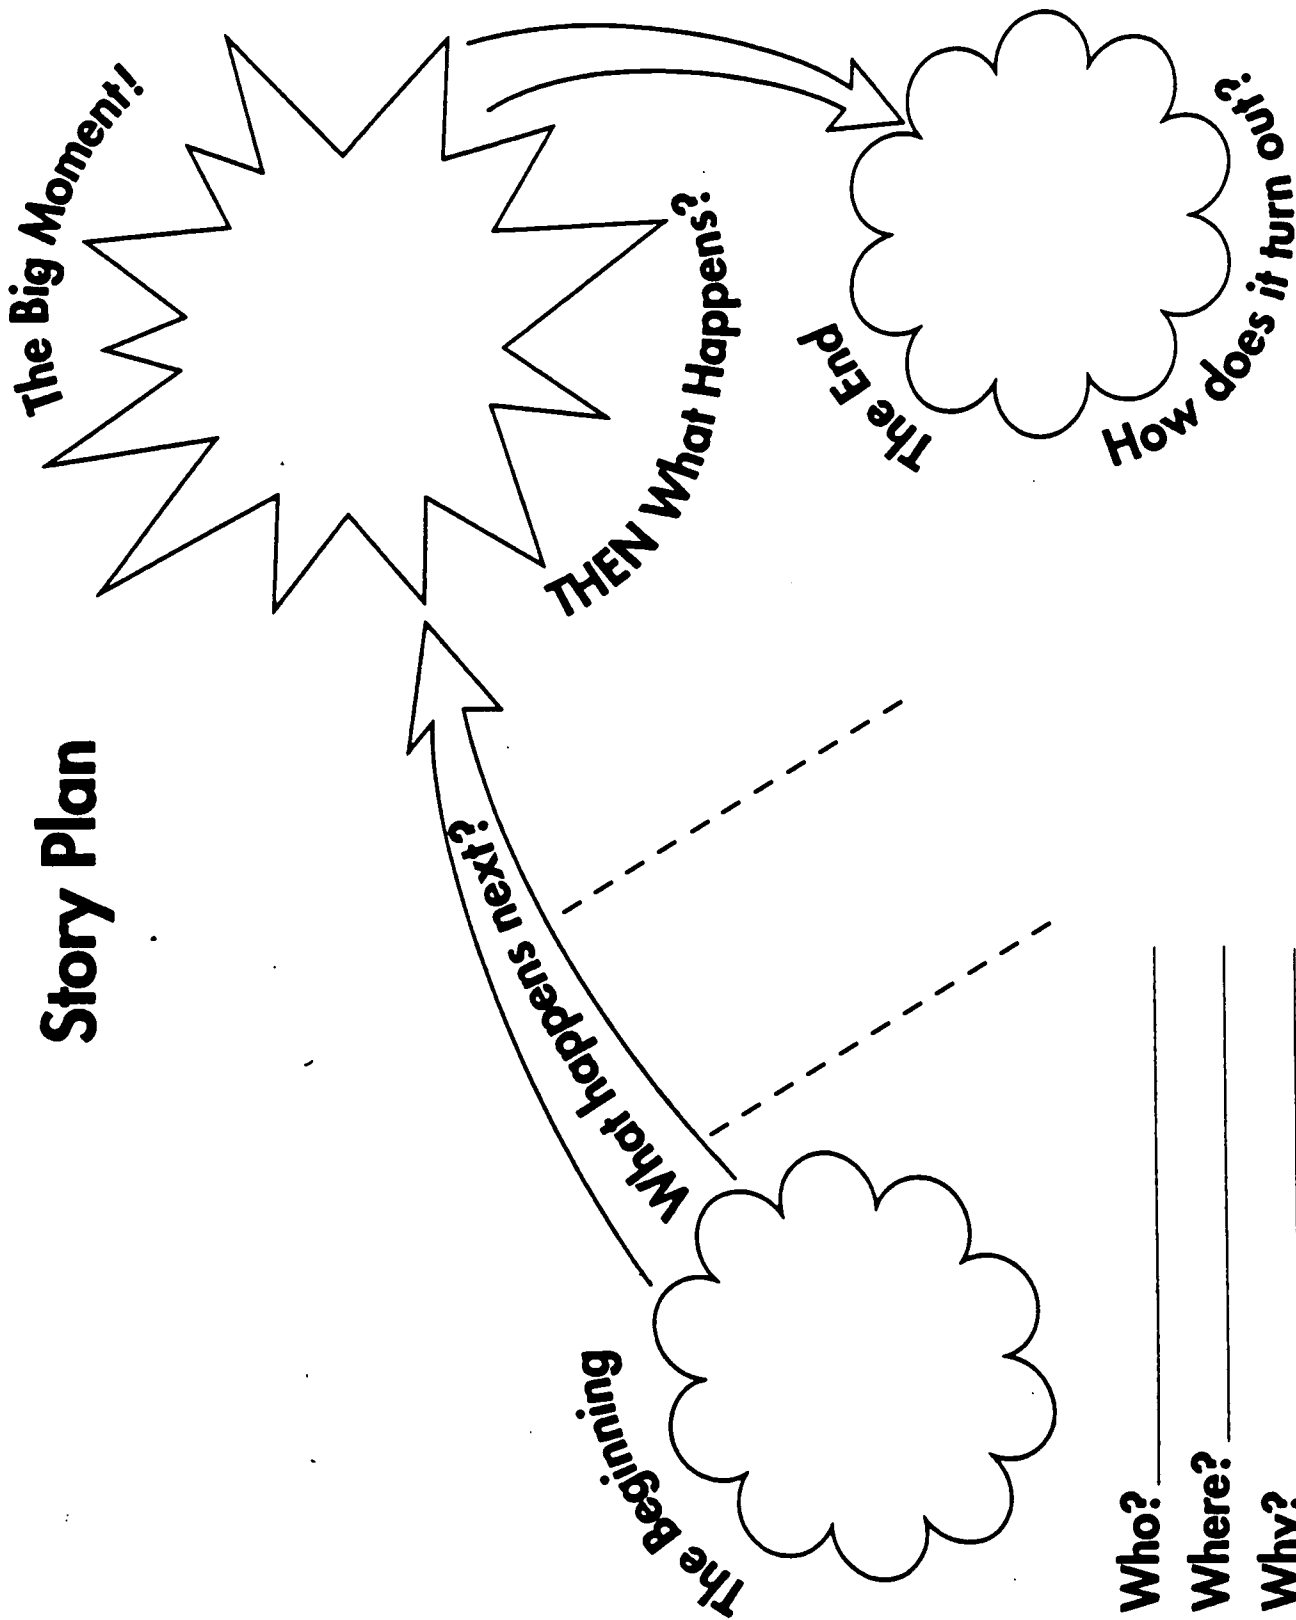 Story Plan
The Big Moment!
THEN What Happens?
What happens next?
The Beginning
The End
How does it turn out?
Who?
Where?
Why?